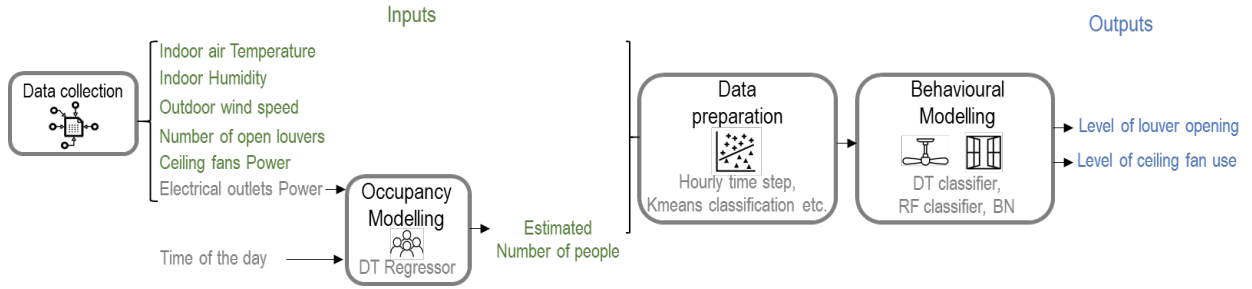 Inputs
Outputs
Data collection
Indoor air Temperature
Indoor Humidity
Outdoor wind speed
Number of open louvers
Ceiling fans Power
Electrical outlets Power
Time of the day
Occupancy
Modelling
DT Regressor
Estimated
Number of people
Data
preparation
Hourly time step,
Kmeans classification etc.
Behavioural
Modelling
DT classifier,
RF classifier, BN
Level of louver opening
Level of ceiling fan use